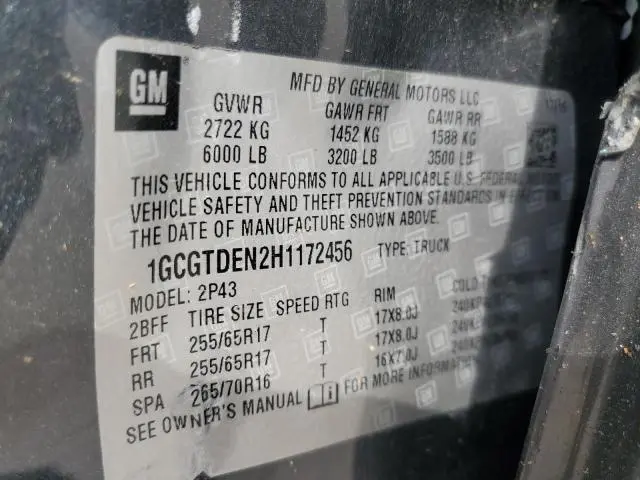 GM
MFD BY GENERAL MOTORS LLC
GVWR GAWR FRT GAWR RR
2722 KG 1452 KG 1588 KG
6000 LB 3200 LB 3500 LB
THIS VEHICLE CONFORMS TO ALL APPLICABLE U.S. FEDERAL
VEHICLE SAFETY AND THEFT PREVENTION STANDARDS IN EFFECT ON
THE DATE OF MANUFACTURE SHOWN ABOVE.
1GCGTDEN2H1172456 TYPE: TRUCK
MODEL: 2P43
2BFF TIRE SIZE SPEED RTG RIM COLD
FRT 255/65R17 T 17X8.0J
RR 255/65R17 T 17X8.0J
SPA 265/70R16 T 16X7.0J
SEE OWNER'S MANUAL FOR MORE INFORMATION